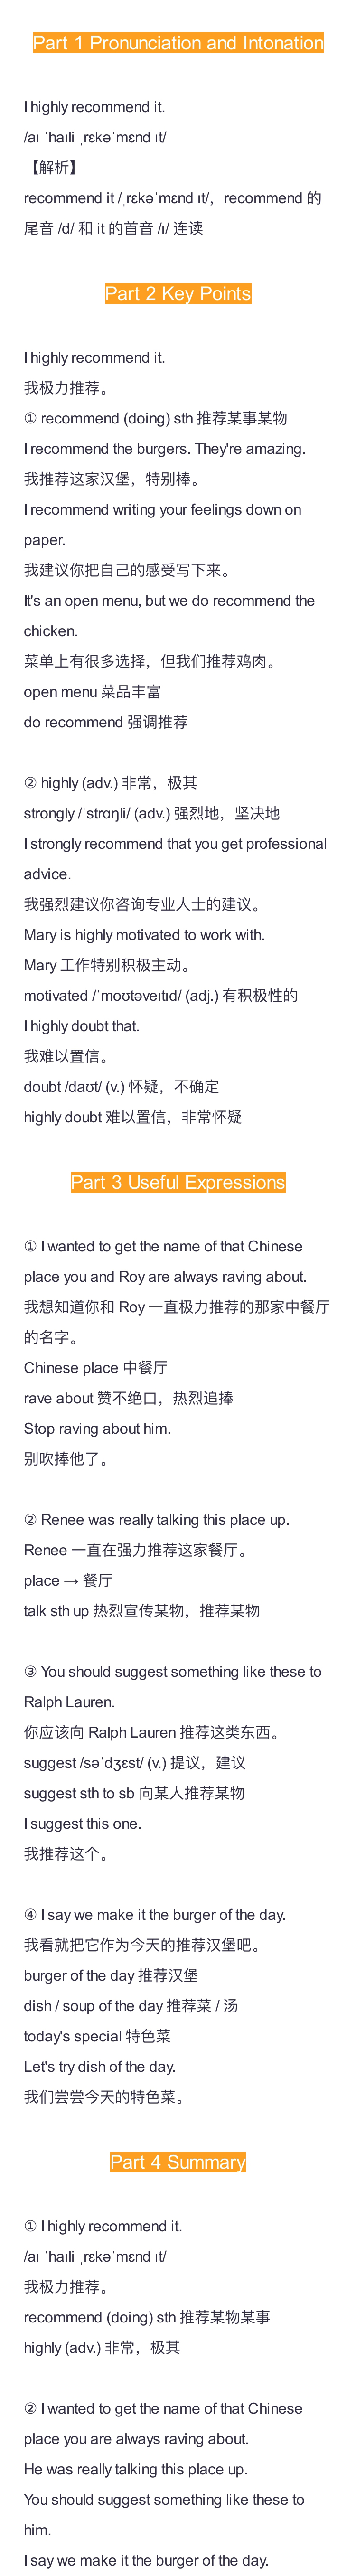 Part 1 Pronunciation and Intonation
I highly recommend it.
/aɪ ˈhaɪli ˌrɛkəˈmɛnd ɪt/
【解析】
recommend it /ˌrɛkəˈmɛnd ɪt/，recommend 的
尾音 /d/ 和 it 的首音 /ɪ/ 连读
Part 2 Key Points
I highly recommend it.
我极力推荐。
① recommend (doing) sth 推荐某事某物
I recommend the burgers. They're amazing.
我推荐这家汉堡，特别棒。
I recommend writing your feelings down on
paper.
我建议你把自己的感受写下来。
It's an open menu, but we do recommend the
chicken.
菜单上有很多选择，但我们推荐鸡肉。
open menu 菜品丰富
do recommend 强调推荐
② highly (adv.) 非常，极其
strongly /ˈstrɑŋli/ (adv.) 强烈地，坚决地
I strongly recommend that you get professional
advice.
我强烈建议你咨询专业人士的建议。
Mary is highly motivated to work with.
Mary 工作特别积极主动。
motivated /ˈmoʊtəveɪtɪd/ (adj.) 有积极性的
I highly doubt that.
我难以置信。
doubt /daʊt/ (v.) 怀疑，不确定
highly doubt 难以置信，非常怀疑
Part 3 Useful Expressions
① I wanted to get the name of that Chinese
place you and Roy are always raving about.
我想知道你和 Roy 一直极力推荐的那家中餐厅
的名字。
Chinese place 中餐厅
rave about 赞不绝口，热烈追捧
Stop raving about him.
别吹捧他了。
② Renee was really talking this place up.
Renee 一直在强力推荐这家餐厅。
place → 餐厅
talk sth up 热烈宣传某物，推荐某物
③ You should suggest something like these to
Ralph Lauren.
你应该向 Ralph Lauren 推荐这类东西。
suggest /səˈdʒɛst/ (v.) 提议，建议
suggest sth to sb 向某人推荐某物
I suggest this one.
我推荐这个。
④ I say we make it the burger of the day.
我看就把它作为今天的推荐汉堡吧。
burger of the day 推荐汉堡
dish / soup of the day 推荐菜 / 汤
today's special 特色菜
Let's try dish of the day.
我们尝尝今天的特色菜。
Part 4 Summary
① I highly recommend it.
/aɪ ˈhaɪli ˌrɛkəˈmɛnd ɪt/
我极力推荐。
recommend (doing) sth 推荐某物某事
highly (adv.) 非常，极其
② I wanted to get the name of that Chinese
place you are always raving about.
He was really talking this place up.
You should suggest something like these to
him.
I say we make it the burger of the day.